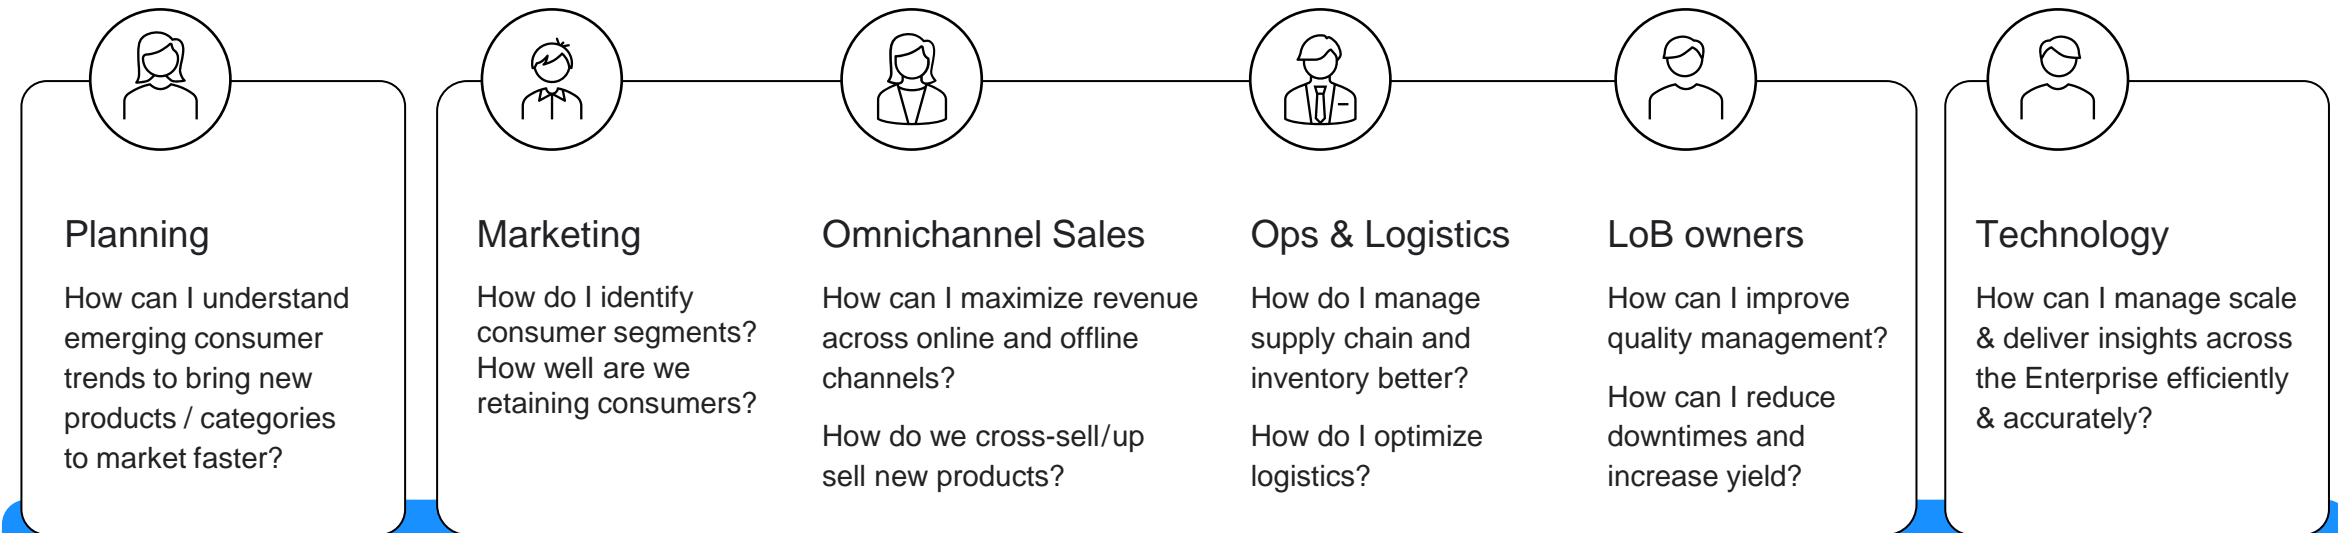 Planning
How can I understand
emerging consumer
trends to bring new
products / categories
to market faster?
Marketing
How do I identify
consumer segments?
How well are we
retaining consumers?
Omnichannel Sales
How can I maximize revenue
across online and offline
channels?
How do we cross-sell/up
sell new products?
Ops & Logistics
How do I manage
supply chain and
inventory better?
How do I optimize
logistics?
LoB owners
How can I improve
quality management?
How can I reduce
downtimes and
increase yield?
Technology
How can I manage scale
& deliver insights across
the Enterprise efficiently
& accurately?